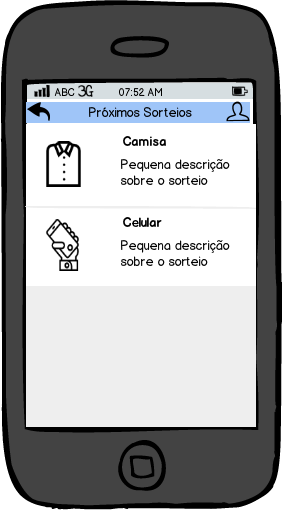 ABC 3G 07:52 AM
Próximos Sorteios
Camisa
Pequena descrição
sobre o sorteio
Celular
Pequena descrição
sobre o sorteio